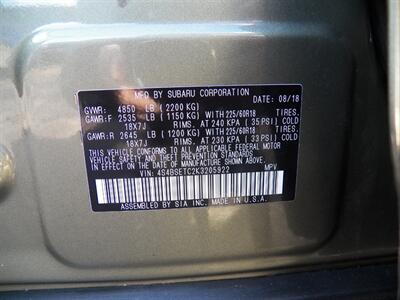 MFD BY SUBARU CORPORATION DATE: 08/18
GVWR: 4850 LB (2200 KG)
GAWR:F 2535 LB (1150 KG) WITH 225/60R18 TIRES.
18X7J RIMS. AT 240 KPA (35 PSI) COLD
GAWR:R 2645 LB (1200 KG) WITH 225/60R18 TIRES.
18X7J RIMS. AT 230 KPA (33 PSI) COLD
THIS VEHICLE CONFORMS TO ALL APPLICABLE FEDERAL MOTOR
VEHICLE SAFETY, BUMPER, AND THEFT PREVENTION STANDARDS
IN EFFECT ON THE DATE OF MANUFACTURE SHOWN ABOVE.
VIN: 4S4BSETC2K3205922 MPV
ASSEMBLED BY SIA INC. MADE IN U.S.A.